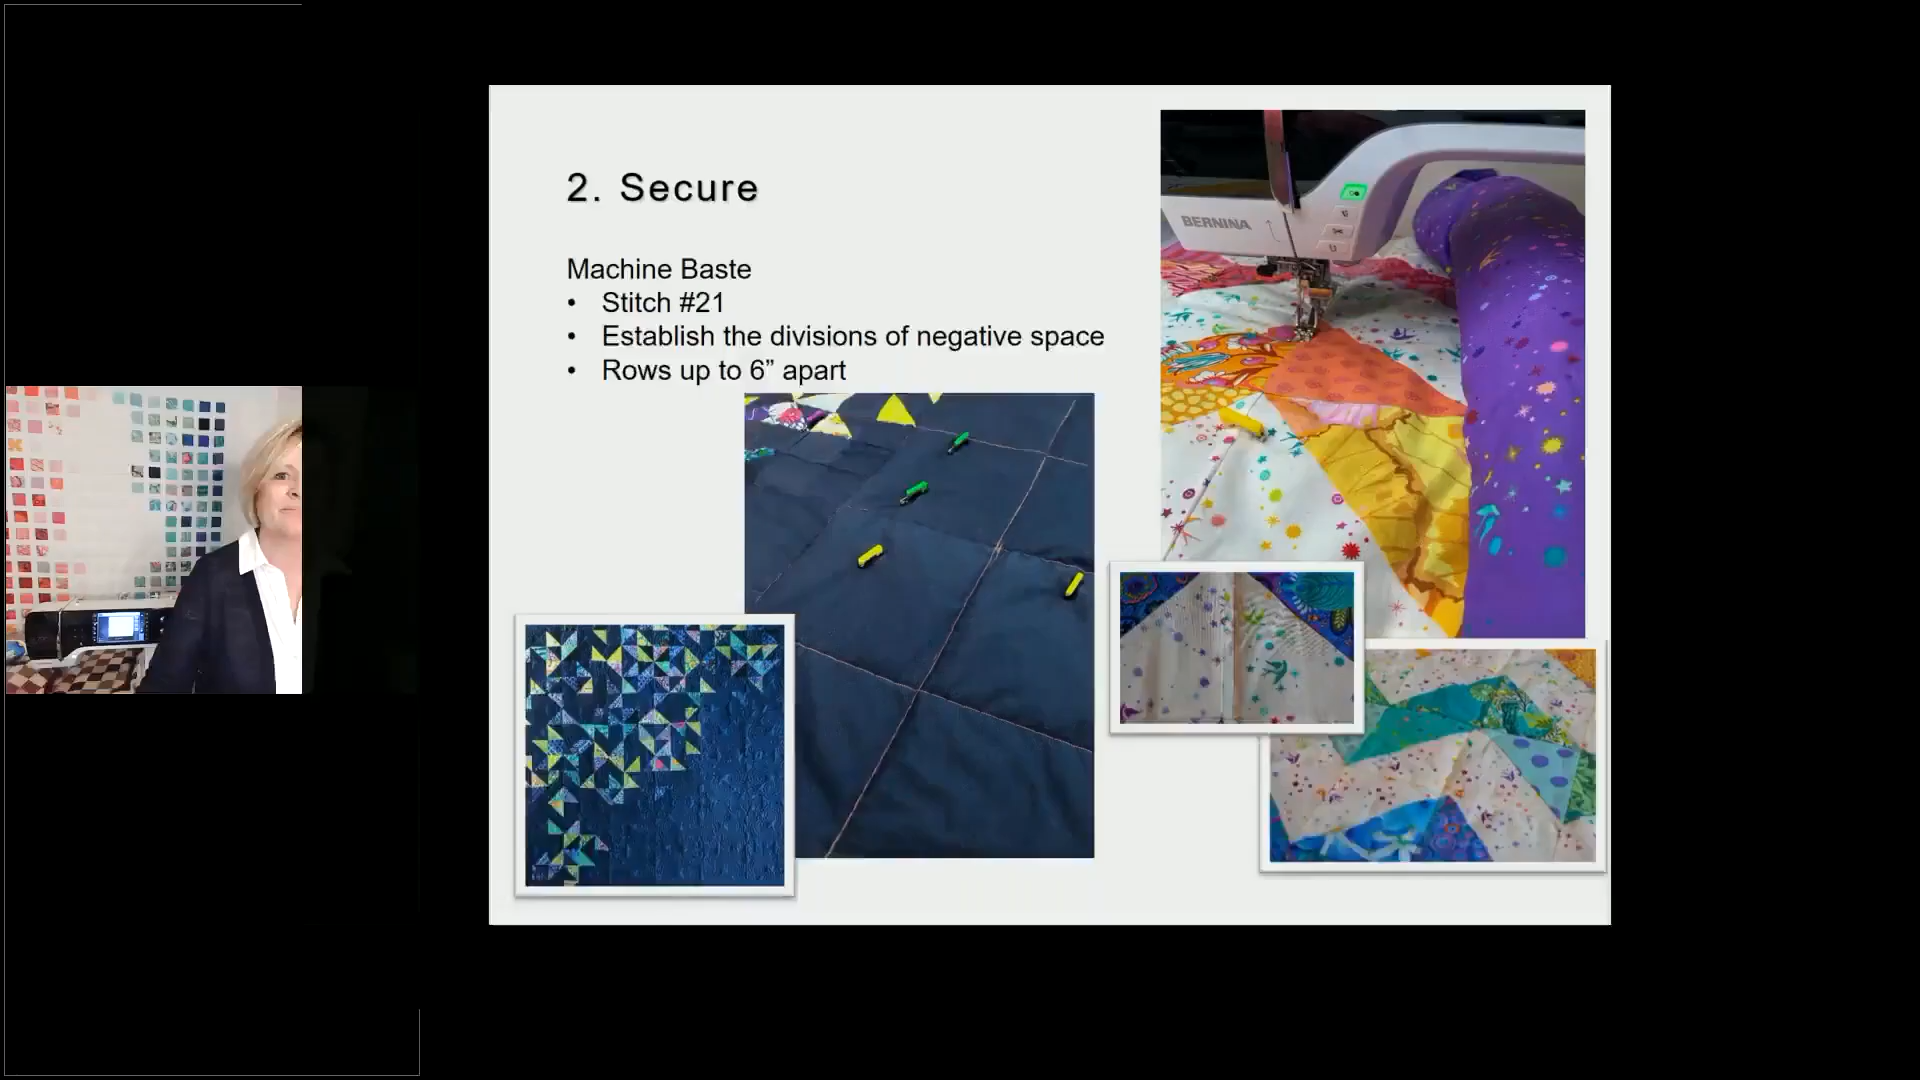 2. Secure
Machine Baste
• Stitch #21
• Establish the divisions of negative space
• Rows up to 6” apart
BERNINA